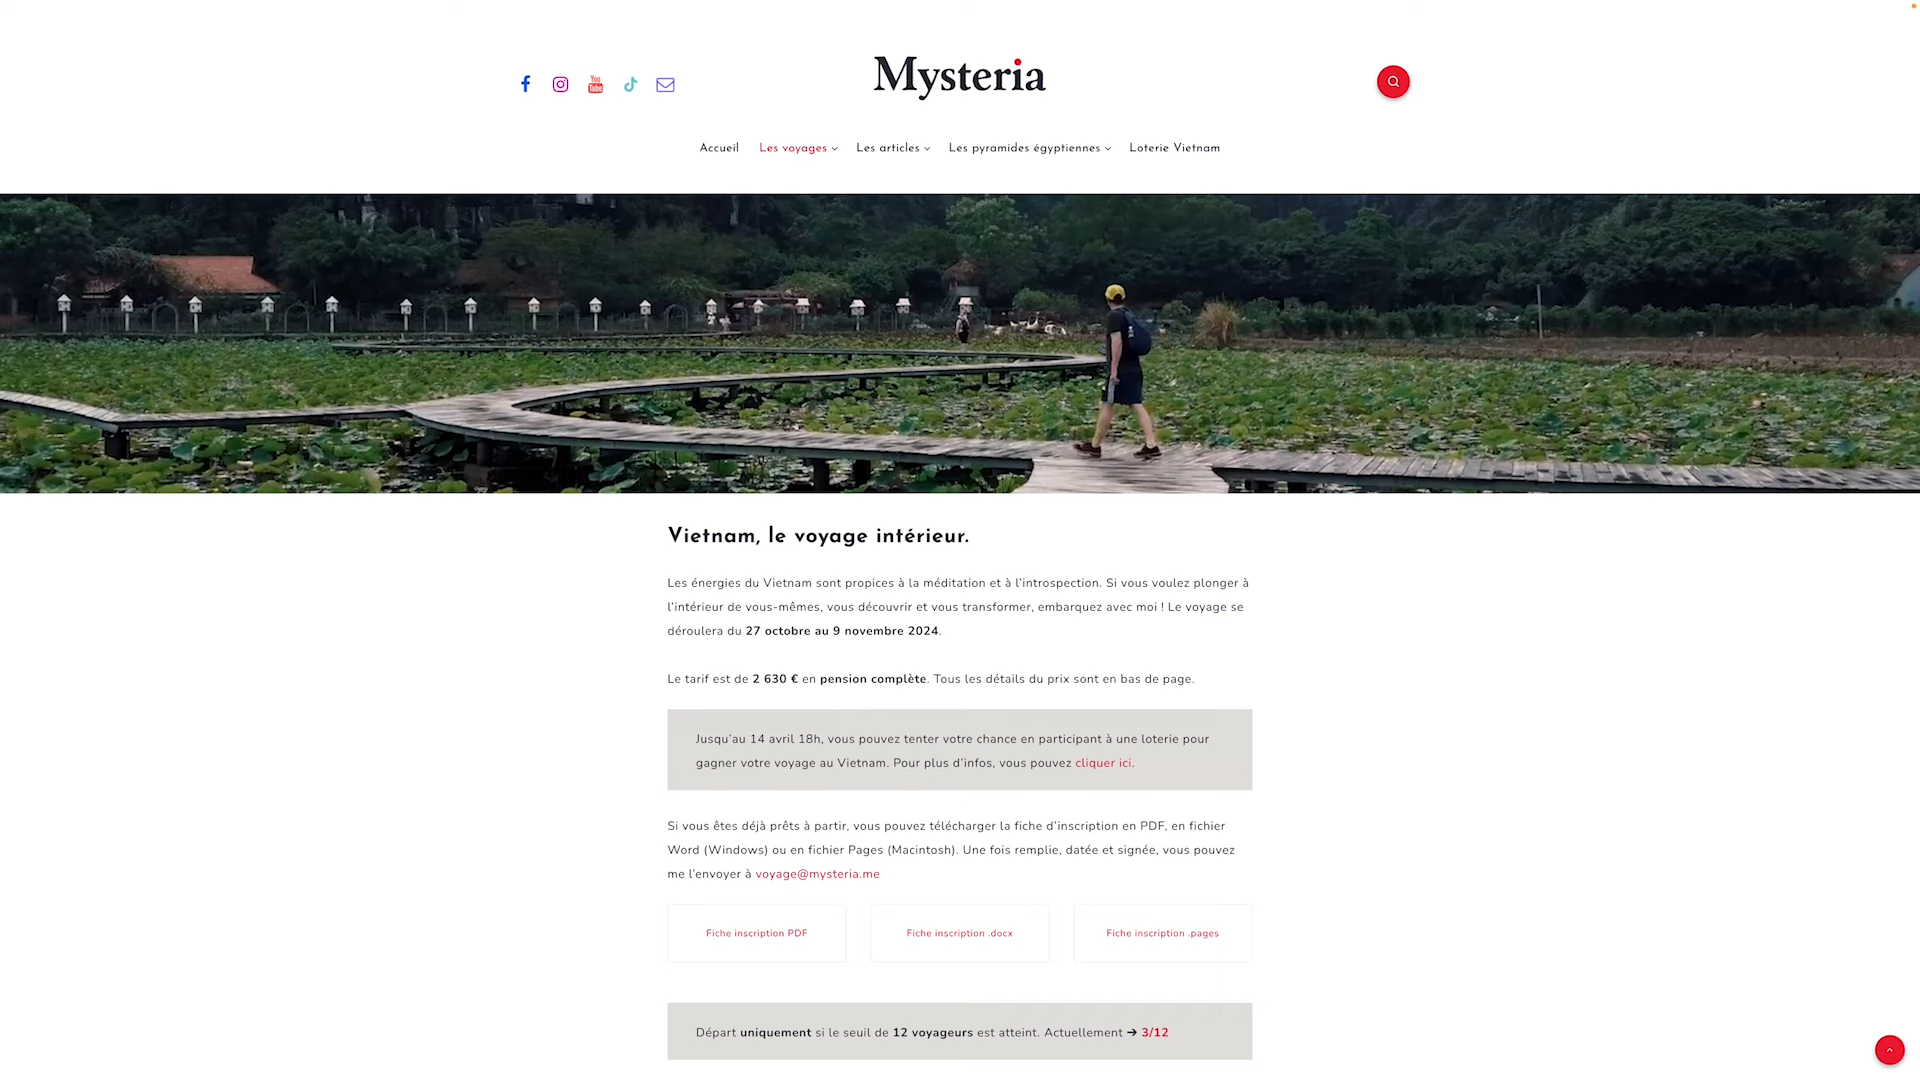 Mysteria
Accueil
Les voyages
Les articles
Les pyramides égyptiennes
Loterie Vietnam
Vietnam, le voyage intérieur.
Les énergies du Vietnam sont propices à la méditation et à l'introspection. Si vous voulez plonger à
l'intérieur de vous-mêmes, vous découvrir et vous transformer, embarquez avec moi ! Le voyage se
déroulera du 27 octobre au 9 novembre 2024.
Le tarif est de 2 630 € en pension complète. Tous les détails du prix sont en bas de page.
Jusqu'au 14 avril 18h, vous pouvez tenter votre chance en participant à une loterie pour
gagner votre voyage au Vietnam. Pour plus d'infos, vous pouvez cliquer ici.
Si vous êtes déjà prêts à partir, vous pouvez télécharger la fiche d'inscription en PDF, en fichier
Word (Windows) ou en fichier Pages (Macintosh). Une fois remplie, datée et signée, vous pouvez
me l'envoyer à voyage@mysteria.me
Fiche inscription PDF
Fiche inscription .docx
Fiche inscription .pages
Départ uniquement si le seuil de 12 voyageurs est atteint. Actuellement ➔ 3/12